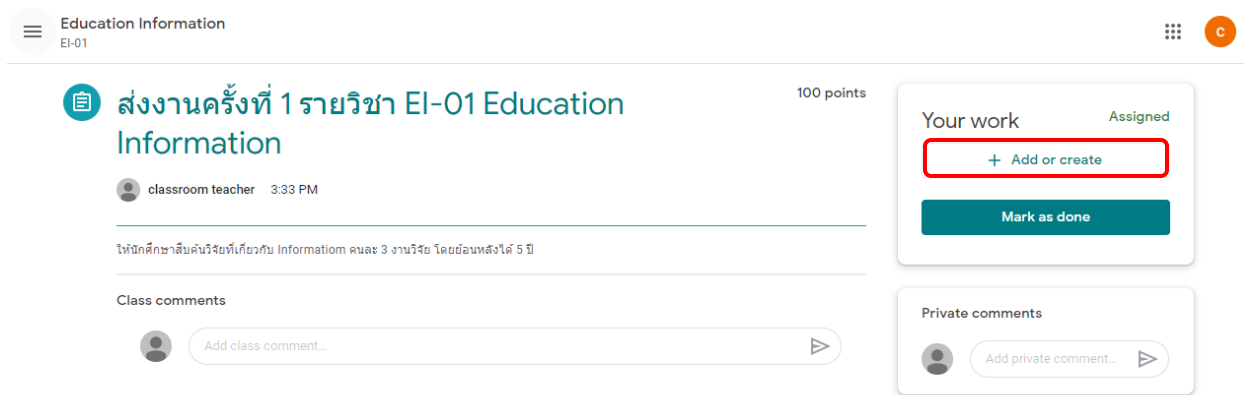 Education Information
EI-01
C
ส่งงานครั้งที่ 1 รายวิชา EI-01 Education
Information
100 points
classroom teacher 3:33 PM
ให้นักศึกษาสืบค้นวิจัยที่เกี่ยวกับ Informatiom คนละ 3 งานวิจัย โดยย้อนหลังได้ 5 ปี
Class comments
Add class comment...
Your work
Assigned
+ Add or create
Mark as done
Private comments
Add private comment...